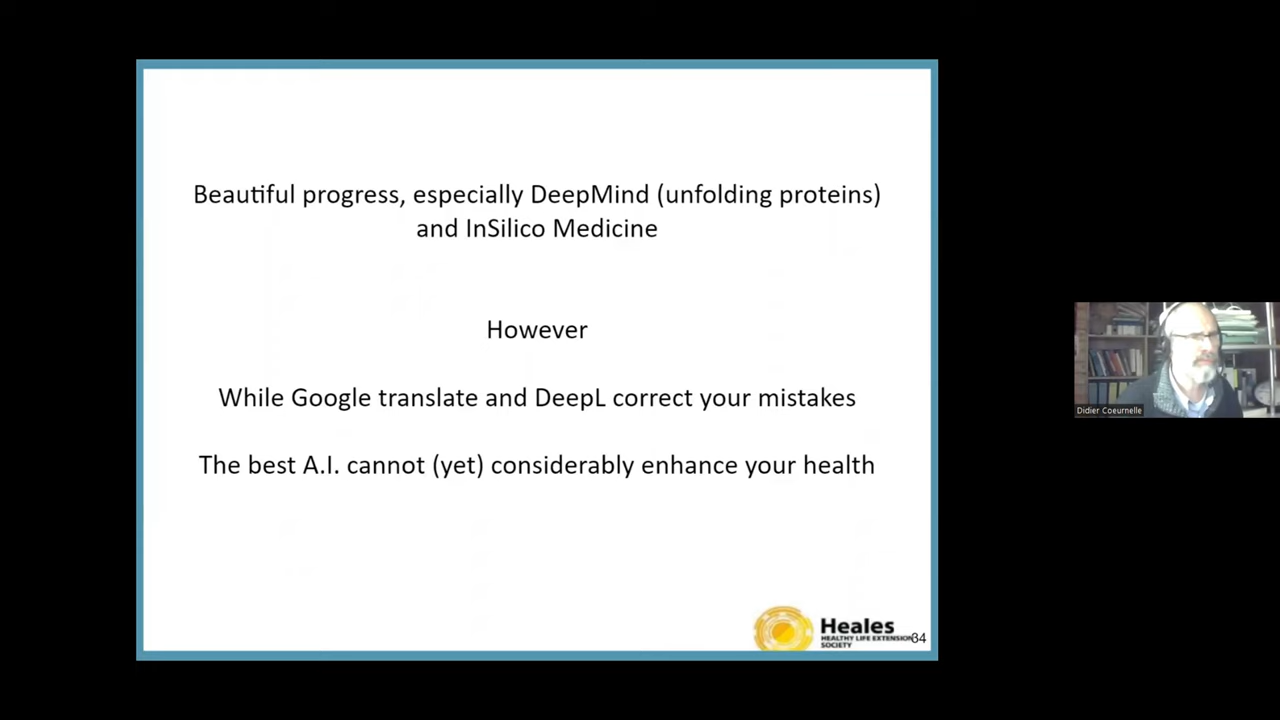 Beautiful progress, especially DeepMind (unfolding proteins)
and InSilico Medicine
However
While Google translate and DeepL correct your mistakes
The best A.I. cannot (yet) considerably enhance your health
Heales
HEALTHY LIFE EXTENSION
SOCIETY
34
Didier Coeurnelle